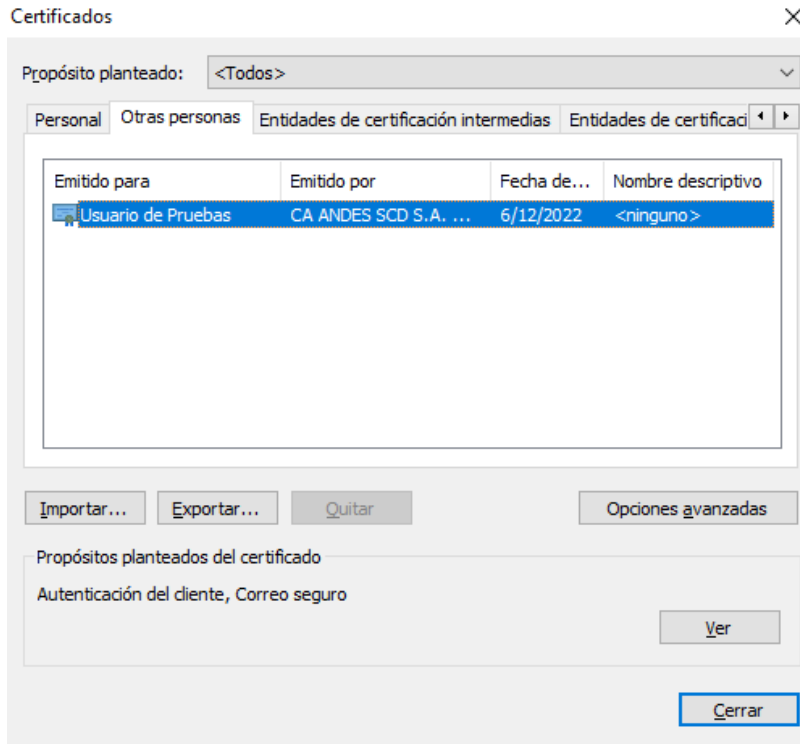 Certificados
Propósito planteado: <Todos>
Personal Otras personas Entidades de certificación intermedias Entidades de certificaci
Emitido para Emitido por Fecha de... Nombre descriptivo
Usuario de Pruebas CA ANDES SCD S.A. ... 6/12/2022 <ninguno>
Importar... Exportar... Quitar Opciones avanzadas
Propósitos planteados del certificado
Autenticación del cliente, Correo seguro
Ver
Cerrar